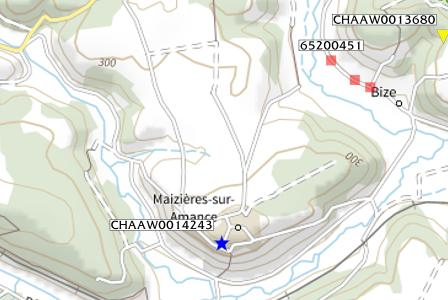 CHAAW0013680
65200451
300
Bize
300
Maizières-sur-
Amance
CHAAW0014243